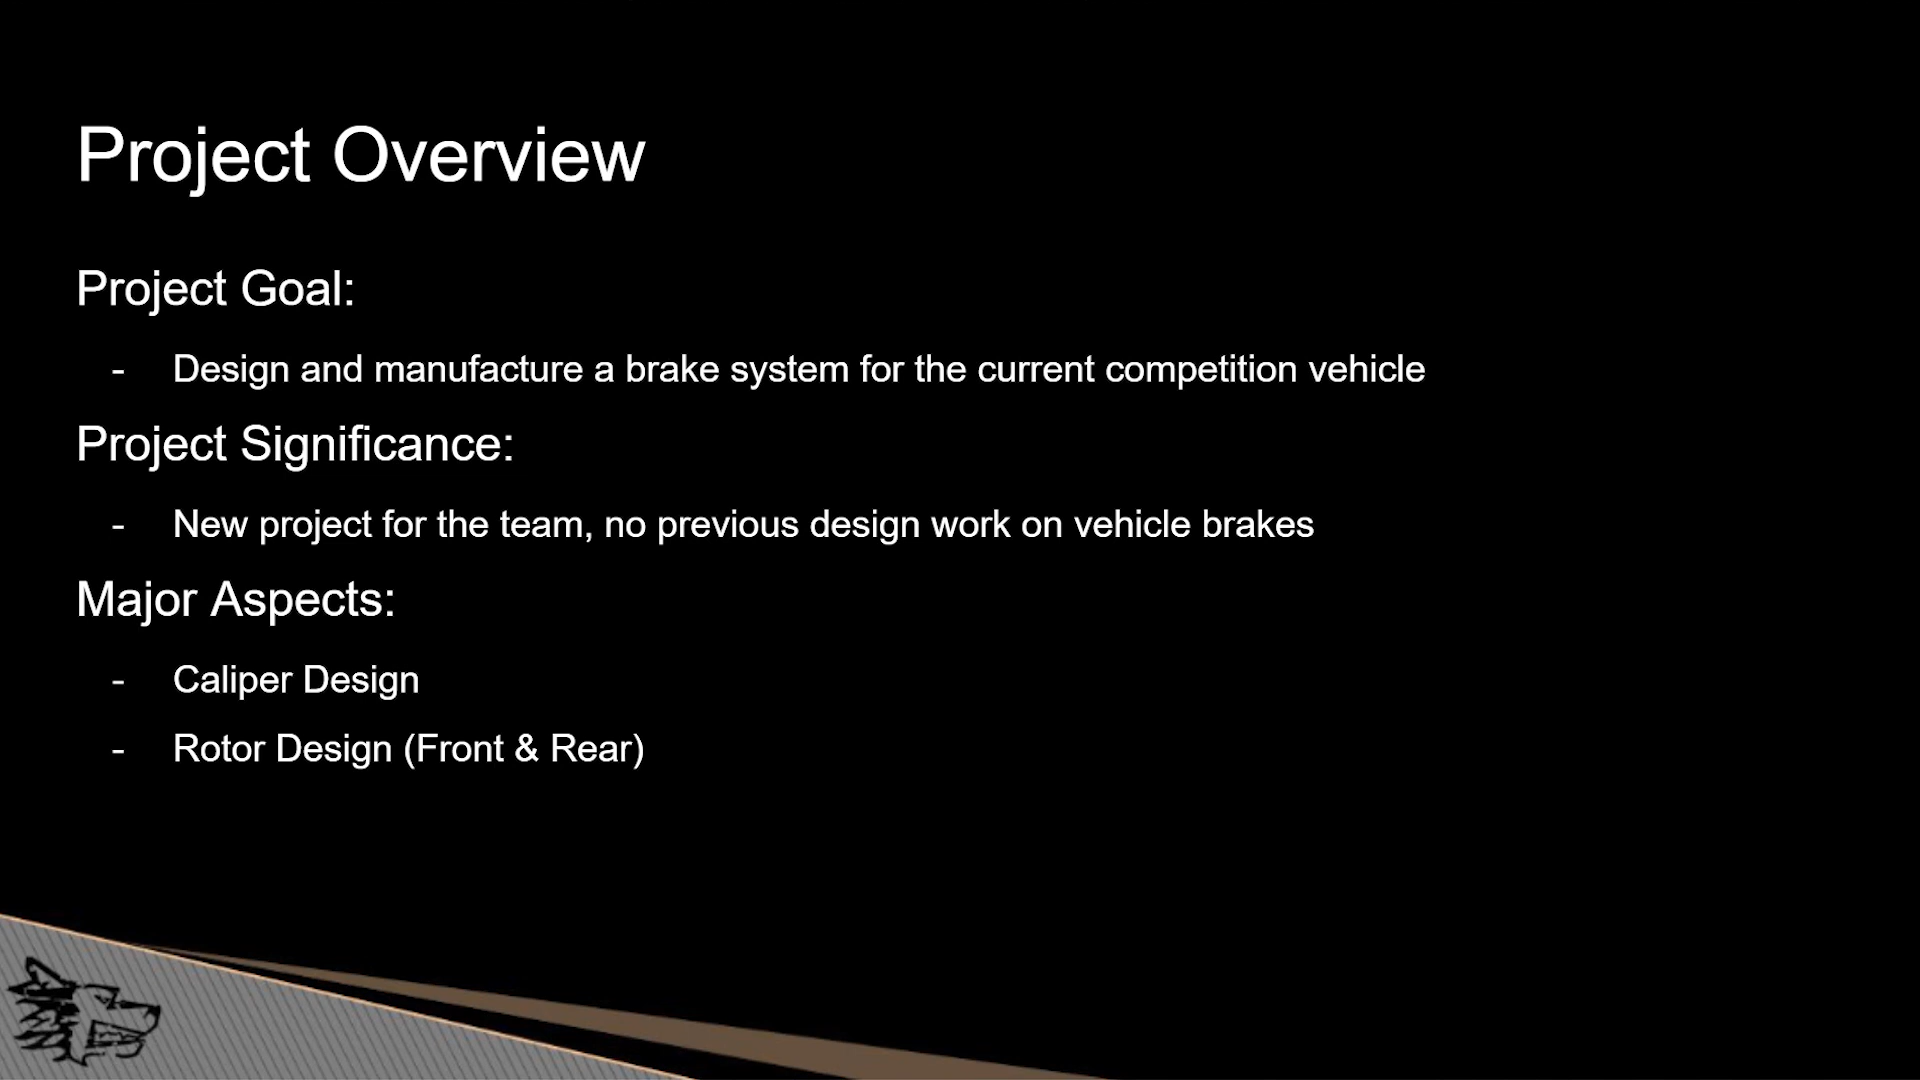 Project Overview
Project Goal:
- Design and manufacture a brake system for the current competition vehicle
Project Significance:
- New project for the team, no previous design work on vehicle brakes
Major Aspects:
- Caliper Design
- Rotor Design (Front & Rear)